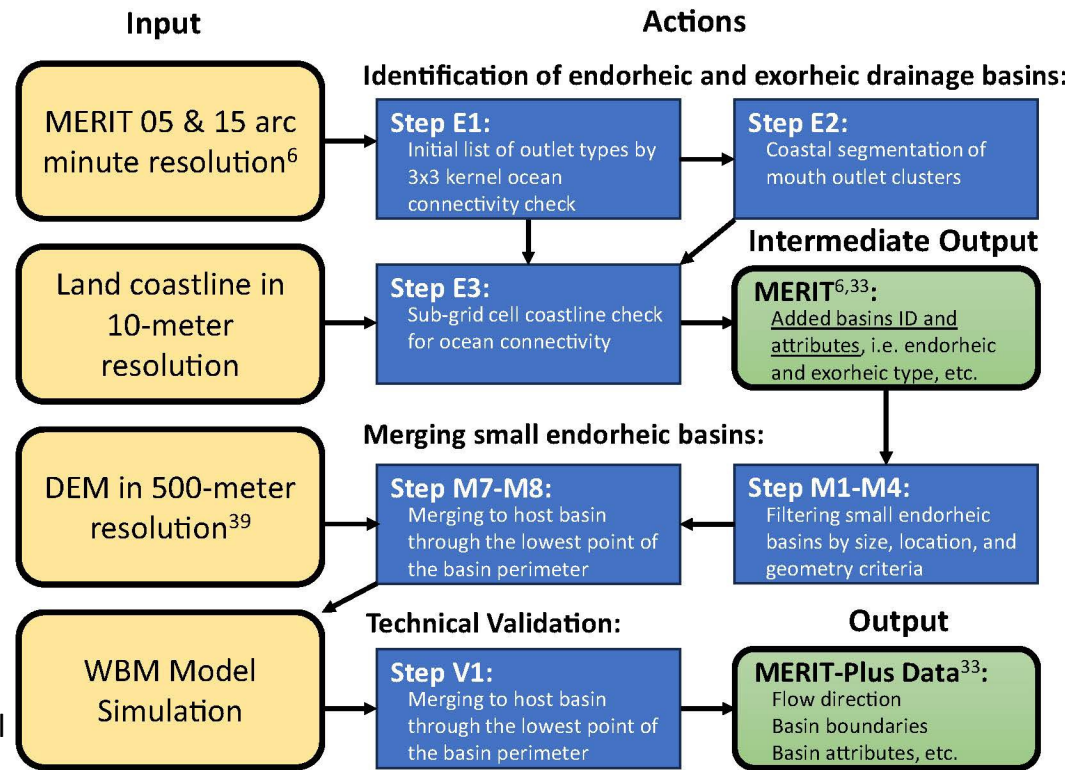 Input
Actions
Identification of endorheic and exorheic drainage basins:
MERIT 05 & 15 arc
minute resolution6
Step E1:
Initial list of outlet types by
3x3 kernel ocean
connectivity check
Step E2:
Coastal segmentation of
mouth outlet clusters
Land coastline in
10-meter
resolution
Step E3:
Sub-grid cell coastline check
for ocean connectivity
Intermediate Output
MERIT6,33:
Added basins ID and
attributes, i.e. endorheic
and exorheic type, etc.
Merging small endorheic basins:
DEM in 500-meter
resolution39
Step M7-M8:
Merging to host basin
through the lowest point of
the basin perimeter
Step M1-M4:
Filtering small endorheic
basins by size, location, and
geometry criteria
WBM Model
Simulation
Technical Validation:
Step V1:
Merging to host basin
through the lowest point of
the basin perimeter
Output
MERIT-Plus Data33:
Flow direction
Basin boundaries
Basin attributes, etc.